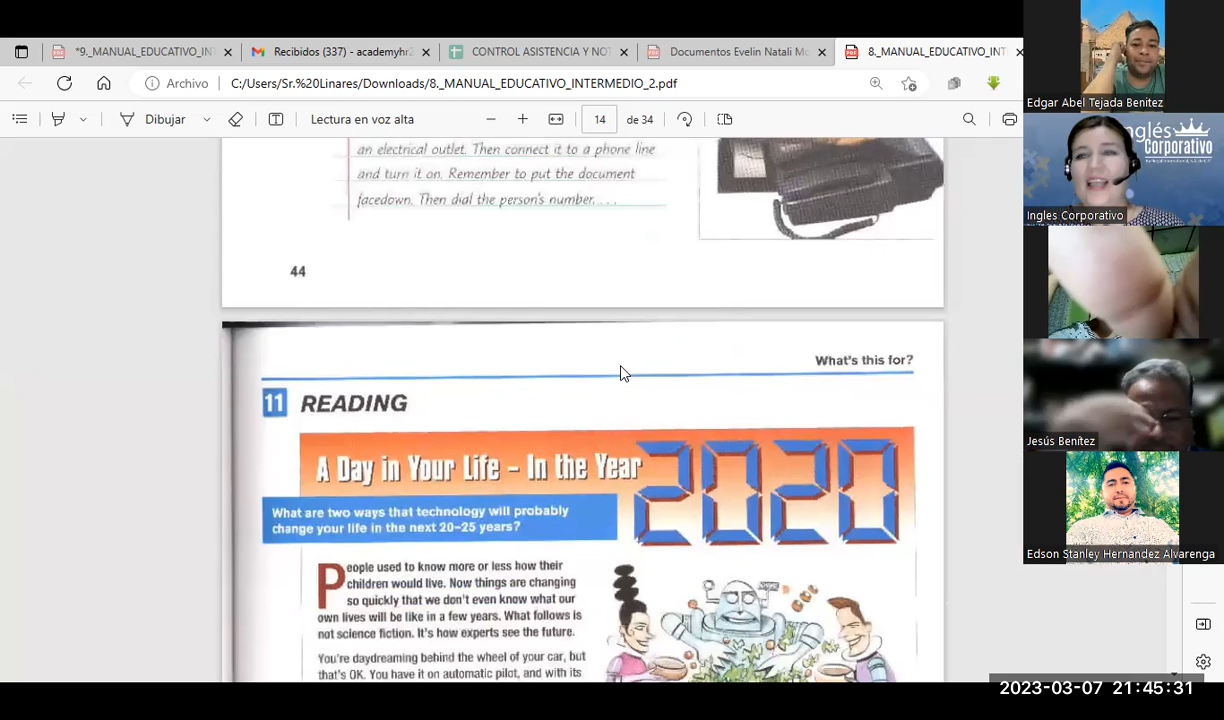 *9._MANUAL_EDUCATIVO_INT
Recibidos (337) - academyhr2
CONTROL ASISTENCIA Y NOT
Documentos Evelin Natali Mo
8._MANUAL_EDUCATIVO_INT
Archivo
C:/Users/Sr.%20Linares/Downloads/8._MANUAL_EDUCATIVO_INTERMEDIO_2.pdf
Dibujar
Lectura en voz alta
14
de 34
an electrical outlet. Then connect it to a phone line
and turn it on. Remember to put the document
facedown. Then dial the person's number. . . .
44
What's this for?
11 READING
A Day in Your Life – In the Year
2020
What are two ways that technology will probably
change your life in the next 20–25 years?
People used to know more or less how their
children would live. Now things are changing
so quickly that we don't even know what our
own lives will be like in a few years. What follows is
not science fiction. It's how experts see the future.
You're daydreaming behind the wheel of your car, but
that's OK. You have it on automatic pilot, and with its
Edgar Abel Tejada Benitez
Inglés
Corporativo
Ingles Corporativo
Jesús Benítez
Edson Stanley Hernandez Alvarenga
2023-03-07 21:45:31